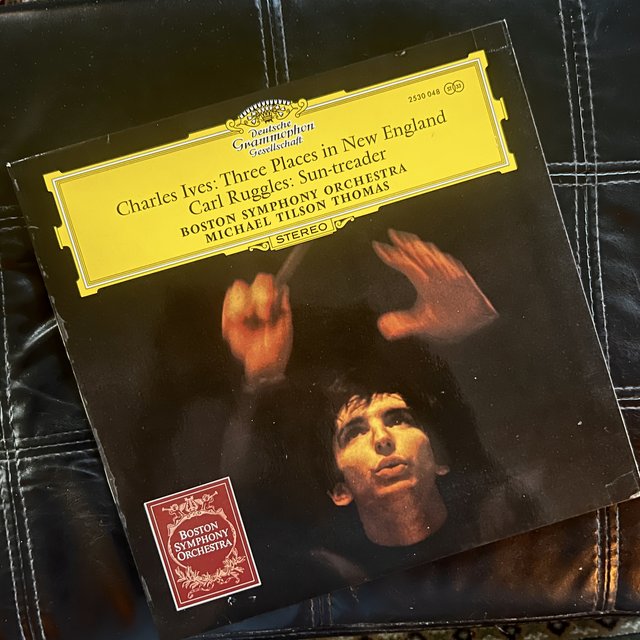 Deutsche
Grammophon
Gesellschaft
2530 048
Charles Ives: Three Places in New England
Carl Ruggles: Sun-treader
BOSTON SYMPHONY ORCHESTRA
MICHAEL TILSON THOMAS
STEREO
BOSTON
SYMPHONY
ORCHESTRA